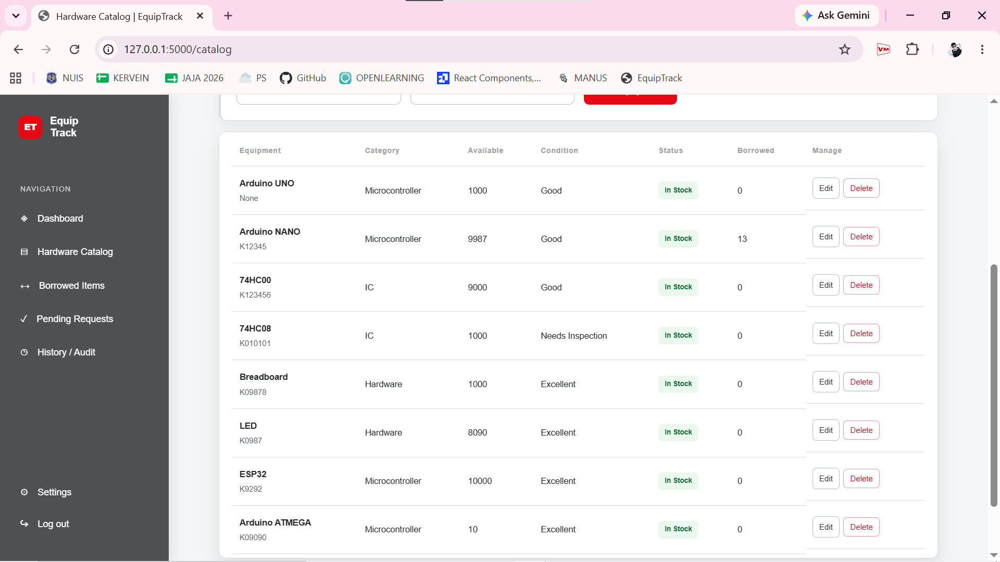 Hardware Catalog | EquipTrack
Ask Gemini
127.0.0.1:5000/catalog
VM
NUIS
KERVEIN
JAJA 2026
PS
GitHub
OPENLEARNING
React Components,...
MANUS
EquipTrack
ET
Equip
Track
NAVIGATION
Dashboard
Hardware Catalog
Borrowed Items
Pending Requests
History / Audit
Settings
Log out
Equipment Category Available Condition Status Borrowed Manage
Arduino UNO
None
Microcontroller 1000 Good In Stock 0 Edit Delete
Arduino NANO
K12345
Microcontroller 9987 Good In Stock 13 Edit Delete
74HC00
K123456
IC 9000 Good In Stock 0 Edit Delete
74HC08
K010101
IC 1000 Needs Inspection In Stock 0 Edit Delete
Breadboard
K09878
Hardware 1000 Excellent In Stock 0 Edit Delete
LED
K0987
Hardware 8090 Excellent In Stock 0 Edit Delete
ESP32
K9292
Microcontroller 10000 Excellent In Stock 0 Edit Delete
Arduino ATMEGA
K09090
Microcontroller 10 Excellent In Stock 0 Edit Delete